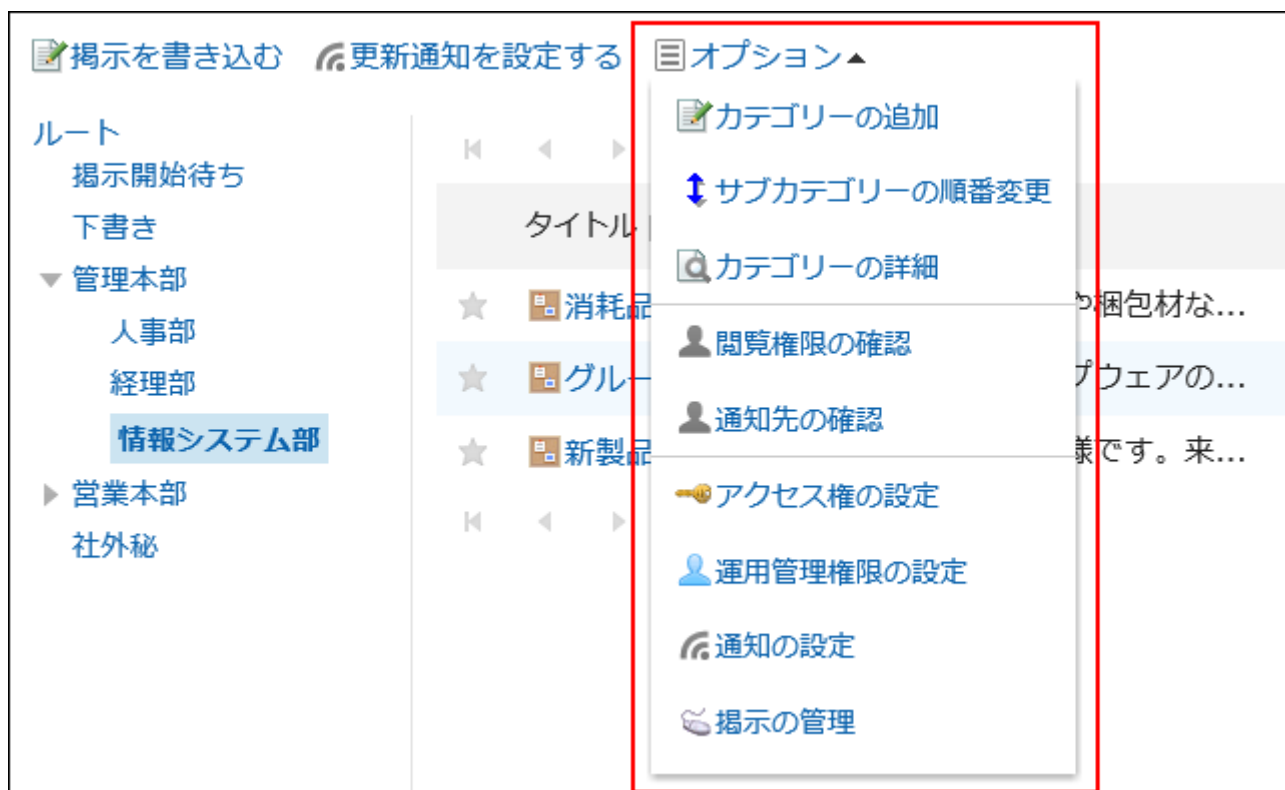 掲示を書き込む 更新通知を設定する オプション▲
ルート
掲示開始待ち
下書き
管理本部
人事部
経理部
情報システム部
営業本部
社外秘
カテゴリーの追加
サブカテゴリーの順番変更
カテゴリーの詳細
閲覧権限の確認
通知先の確認
アクセス権の設定
運用管理権限の設定
通知の設定
掲示の管理
タイトル
消耗品 や梱包材な...
グルー プウェアの...
新製品 様です。来...